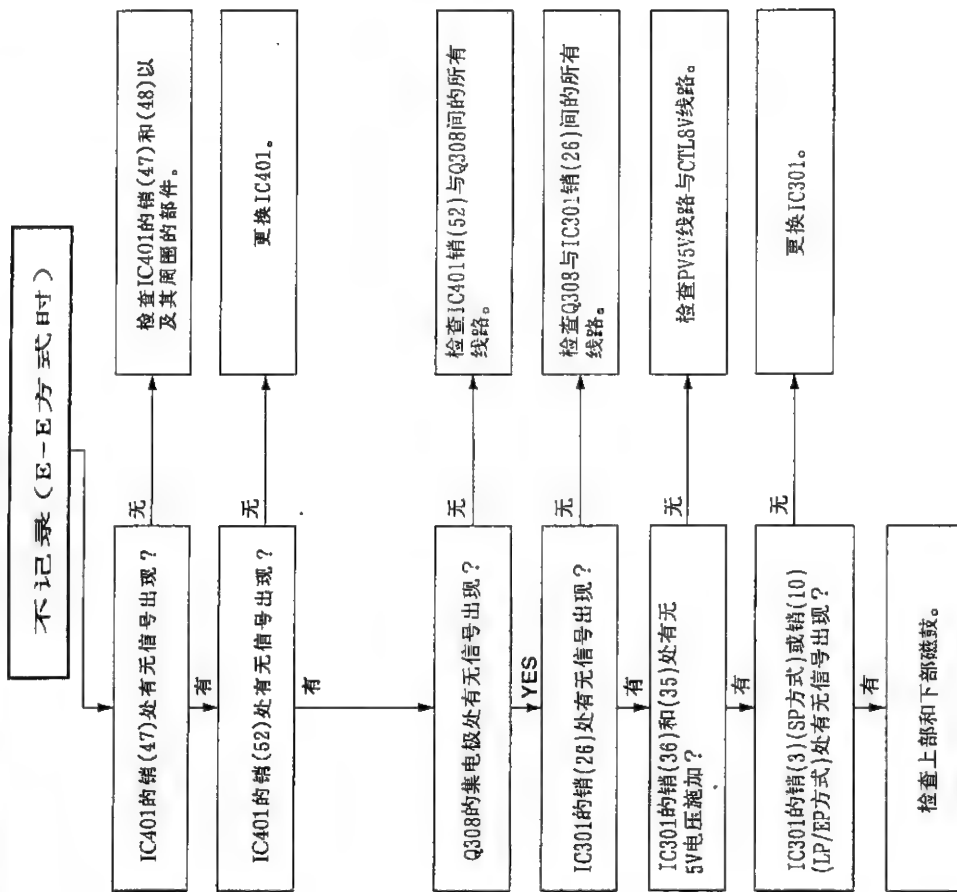 不记录(E-E方式时)
IC401的销(47)处有无信号出现?
无
检查IC401的销(47)和(48)以
及其周围的部件。
有
IC401的销(52)处有无信号出现?
无
更换IC401。
有
Q308的集电极处有无信号出现?
无
检查IC401销(52)与Q308间的所有
线路。
YES
IC301的销(26)处有无信号出现?
无
检查Q308与IC301销(26)间的所有
线路。
有
IC301的销(36)和(35)处有无
5V电压施加?
无
检查PV5V线路与CTL8V线路。
有
IC301的销(3)(SP方式)或销(10)
(LP/EP方式)处有无信号出现?
无
更换IC301。
有
检查上部和下部磁鼓。